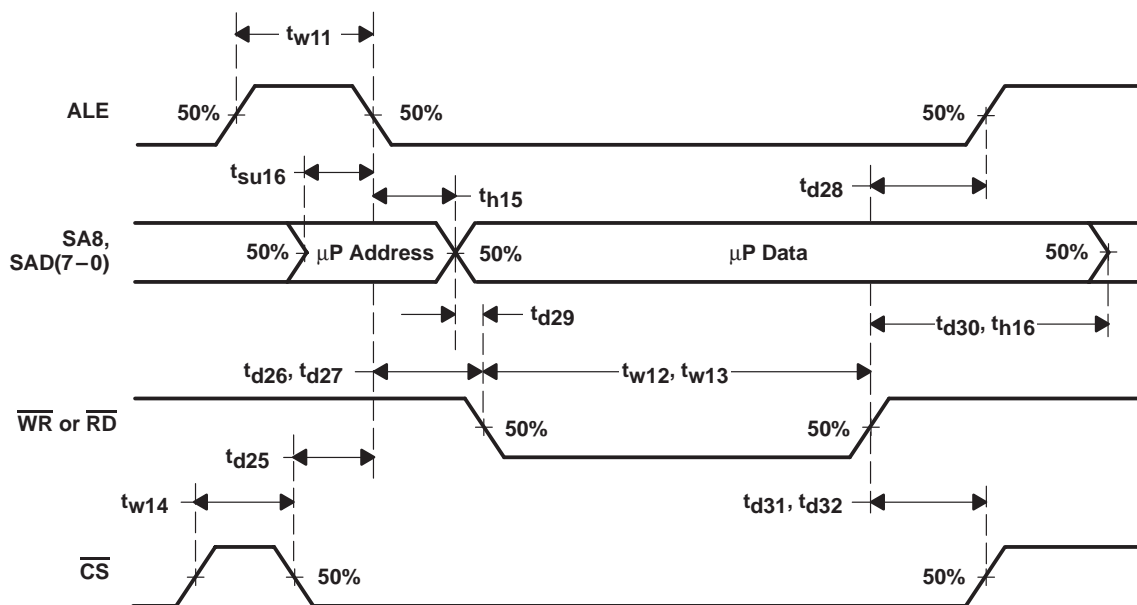 tw11
ALE
50%
50%
50%
tsu16
th15
td28
SA8,
SAD(7−0)
50%
μP Address
50%
μP Data
50%
td29
td30, th16
td26, td27
tw12, tw13
WR or RD
50%
50%
td25
tw14
td31, td32
CS
50%
50%